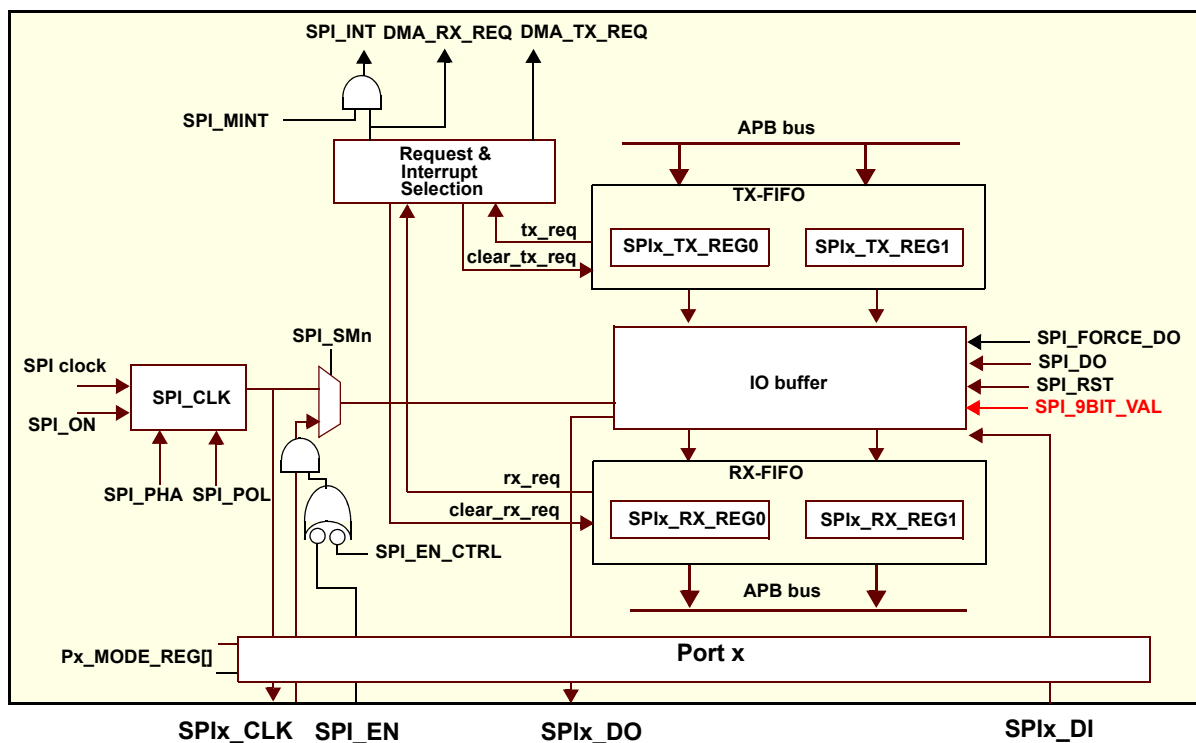 SPI_INT DMA_RX_REQ DMA_TX_REQ
SPI_MINT
APB bus
Request &
Interrupt
Selection
TX-FIFO
tx_req
SPIx_TX_REG0
SPIx_TX_REG1
clear_tx_req
SPI_SMn
SPI_FORCE_DO
SPI clock
SPI_DO
SPI_CLK
IO buffer
SPI_RST
SPI_ON
SPI_9BIT_VAL
SPI_PHA SPI_POL
rx_req
RX-FIFO
clear_rx_req
SPIx_RX_REG0
SPIx_RX_REG1
SPI_EN_CTRL
APB bus
Px_MODE_REG[]
Port x
SPIx_CLK SPI_EN SPIx_DO SPIx_DI